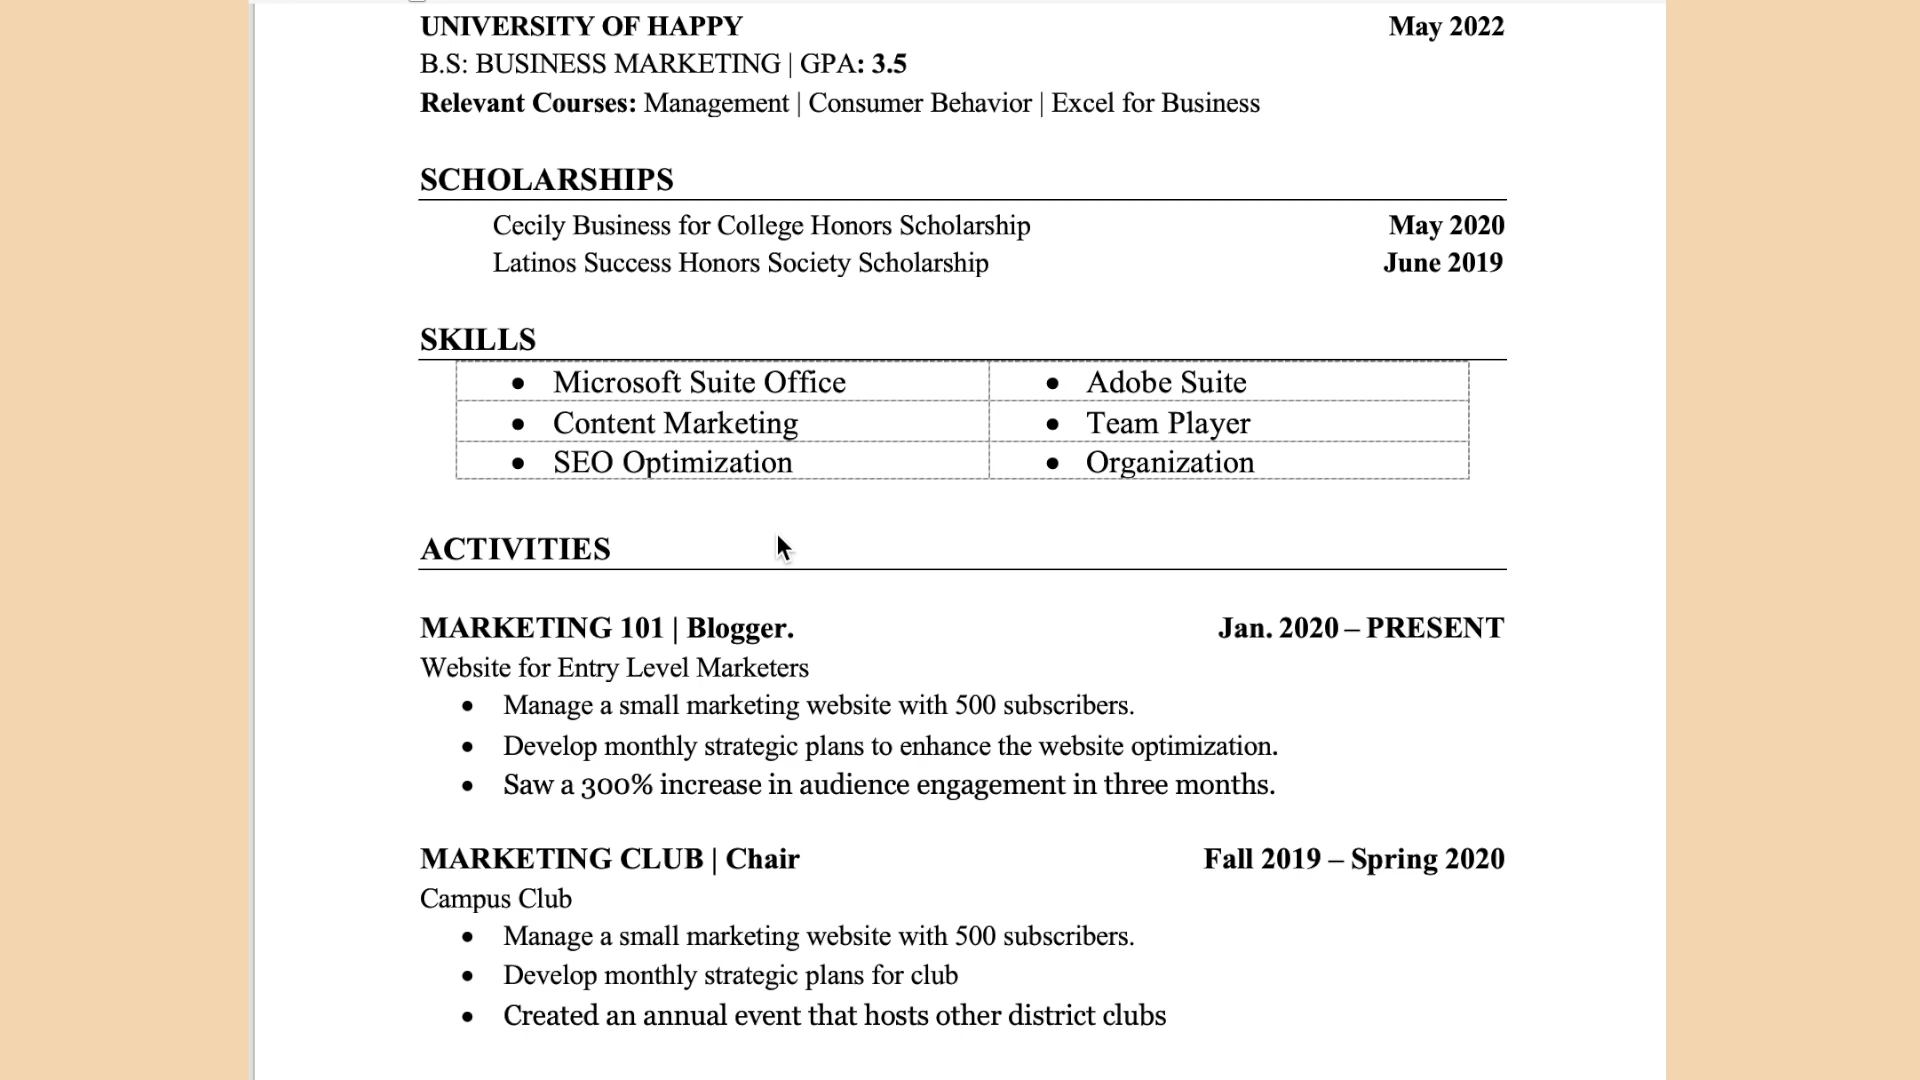 UNIVERSITY OF HAPPY May 2022
B.S: BUSINESS MARKETING | GPA: 3.5
Relevant Courses: Management | Consumer Behavior | Excel for Business
SCHOLARSHIPS
Cecily Business for College Honors Scholarship May 2020
Latinos Success Honors Society Scholarship June 2019
SKILLS
• Microsoft Suite Office • Adobe Suite
• Content Marketing • Team Player
• SEO Optimization • Organization
ACTIVITIES
MARKETING 101 | Blogger. Jan. 2020 – PRESENT
Website for Entry Level Marketers
• Manage a small marketing website with 500 subscribers.
• Develop monthly strategic plans to enhance the website optimization.
• Saw a 300% increase in audience engagement in three months.
MARKETING CLUB | Chair Fall 2019 – Spring 2020
Campus Club
• Manage a small marketing website with 500 subscribers.
• Develop monthly strategic plans for club
• Created an annual event that hosts other district clubs